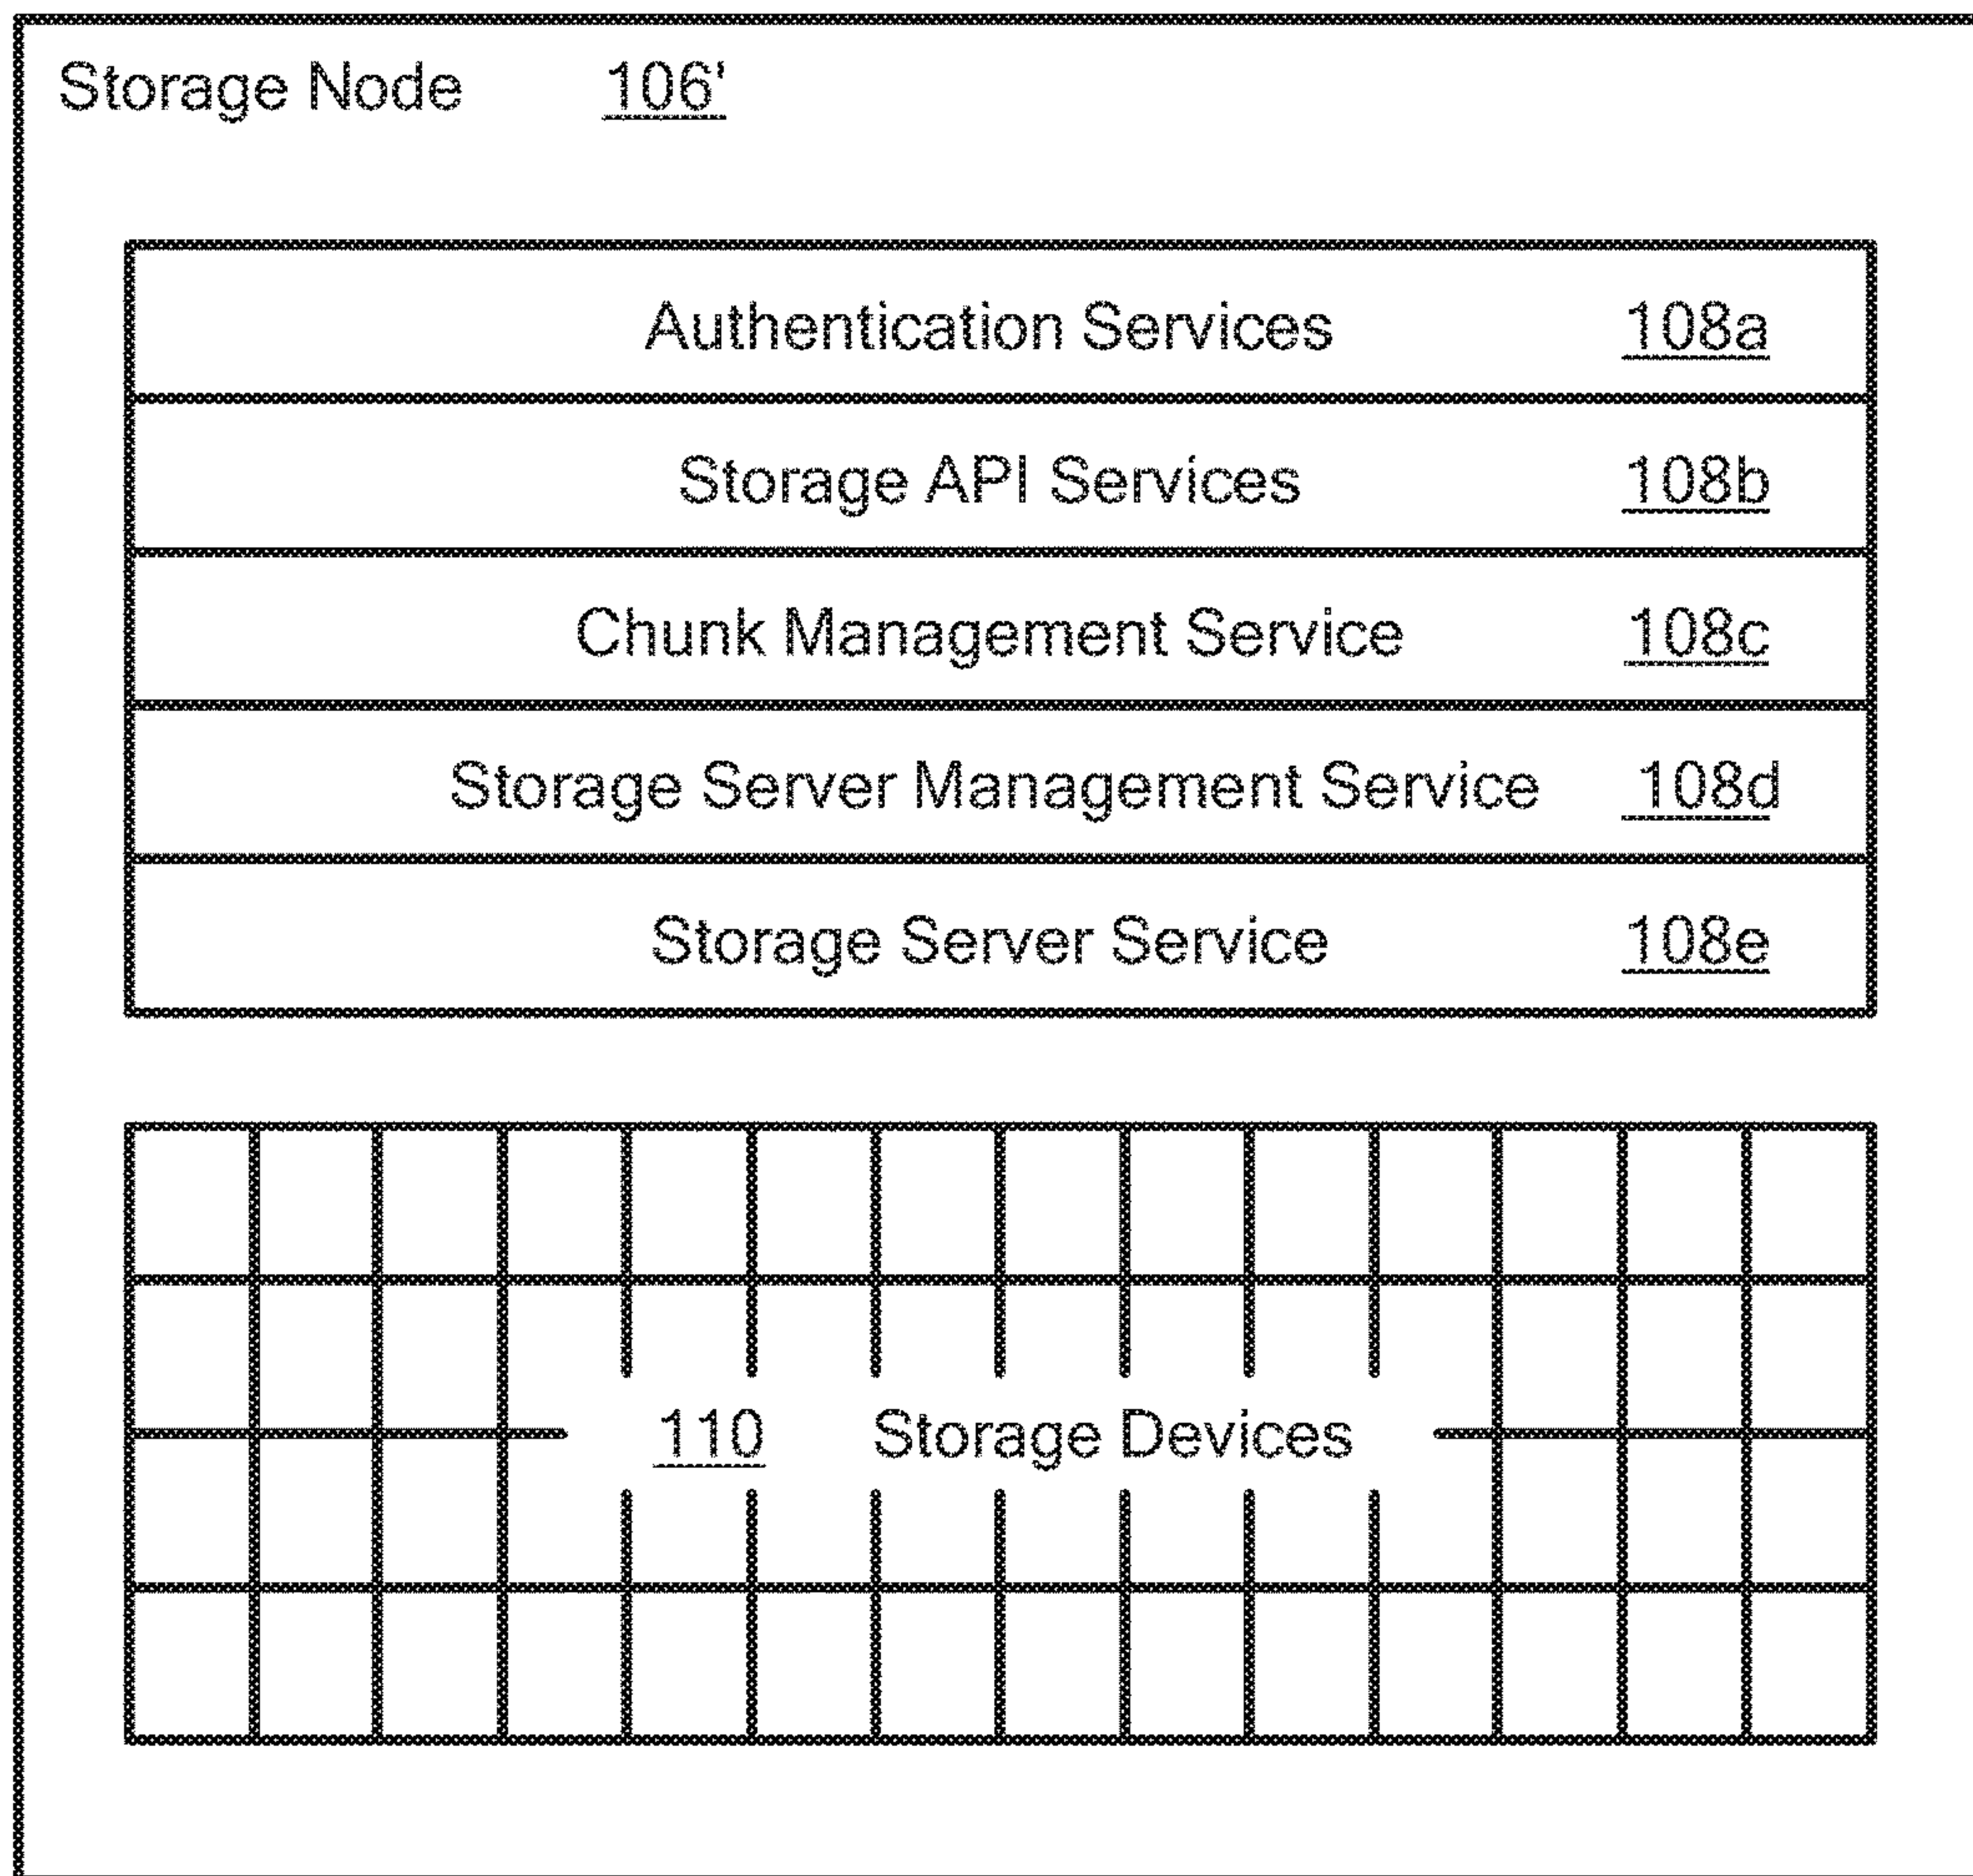 Storage Node 106'
Authentication Services 108a
Storage API Services 108b
Chunk Management Service 108c
Storage Server Management Service 108d
Storage Server Service 108e
110 Storage Devices